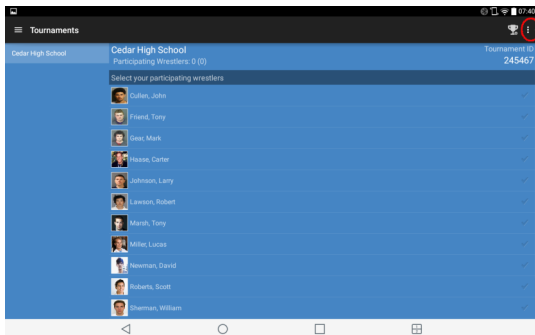 07:40
Tournaments
Cedar High School
Cedar High School
Participating Wrestlers: 0 (0)
Tournament ID
245467
Select your participating wrestlers
Cullen, John
Friend, Tony
Gear, Mark
Haase, Carter
Johnson, Larry
Lawson, Robert
Marsh, Tony
Miller, Lucas
Newman, David
Roberts, Scott
Sherman, William